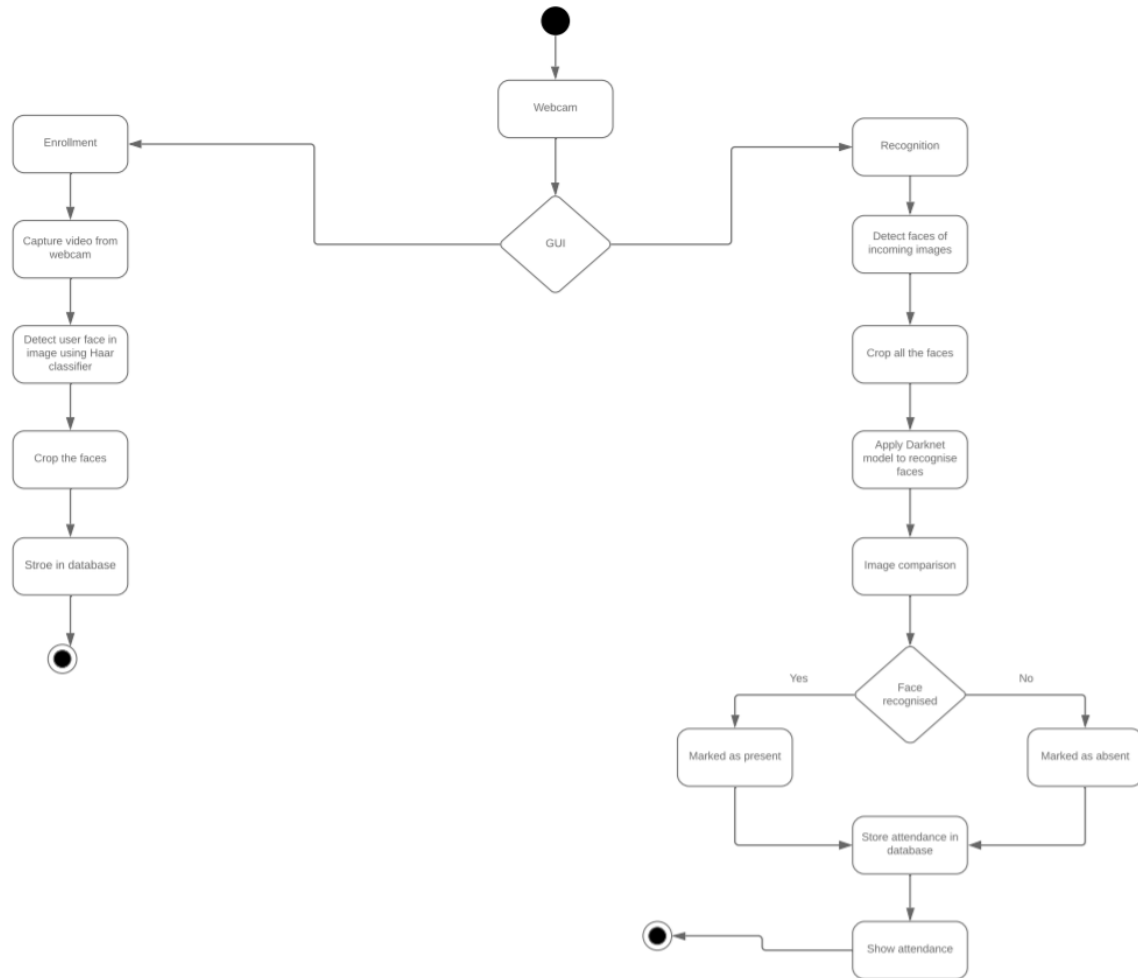 Webcam
GUI
Enrollment
Capture video from
webcam
Detect user face in
image using Haar
classifier
Crop the faces
Stroe in database
Recognition
Detect faces of
incoming images
Crop all the faces
Apply Darknet
model to recognise
faces
Image comparison
Face
recognised
Yes
No
Marked as present
Marked as absent
Store attendance in
database
Show attendance